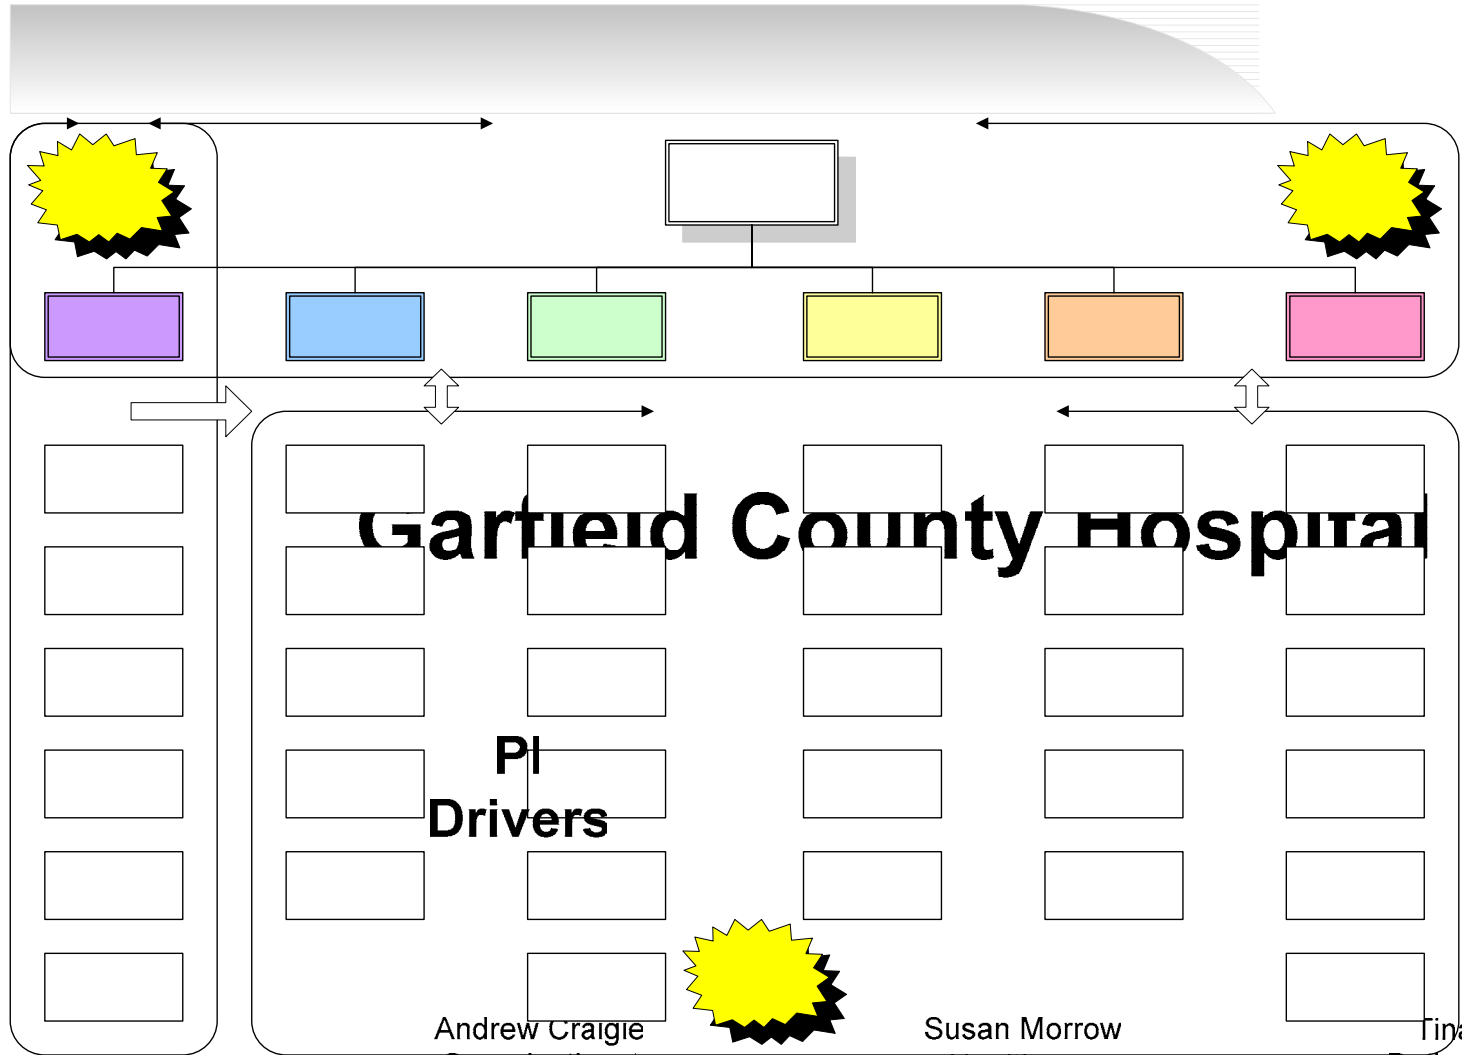 Garfield County Hospital
PI
Drivers
Andrew Craigie
Susan Morrow